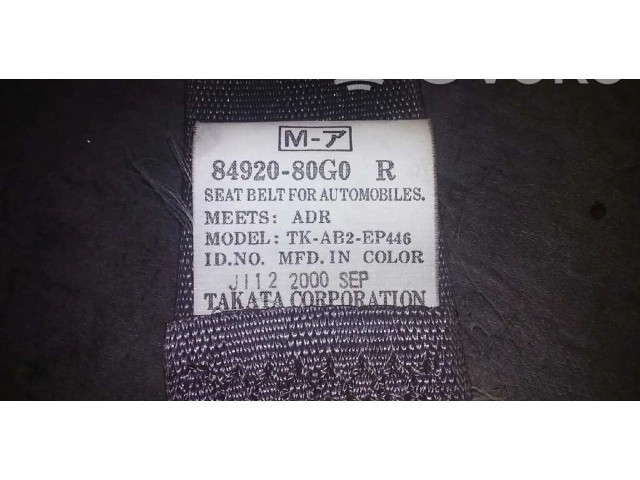 M-ア
84920-80G0 R
SEAT BELT FOR AUTOMOBILES.
MEETS: ADR
MODEL: TK-AB2-EP446
ID.NO. MFD. IN COLOR
J112 2000 SEP
TAKATA CORPORATION